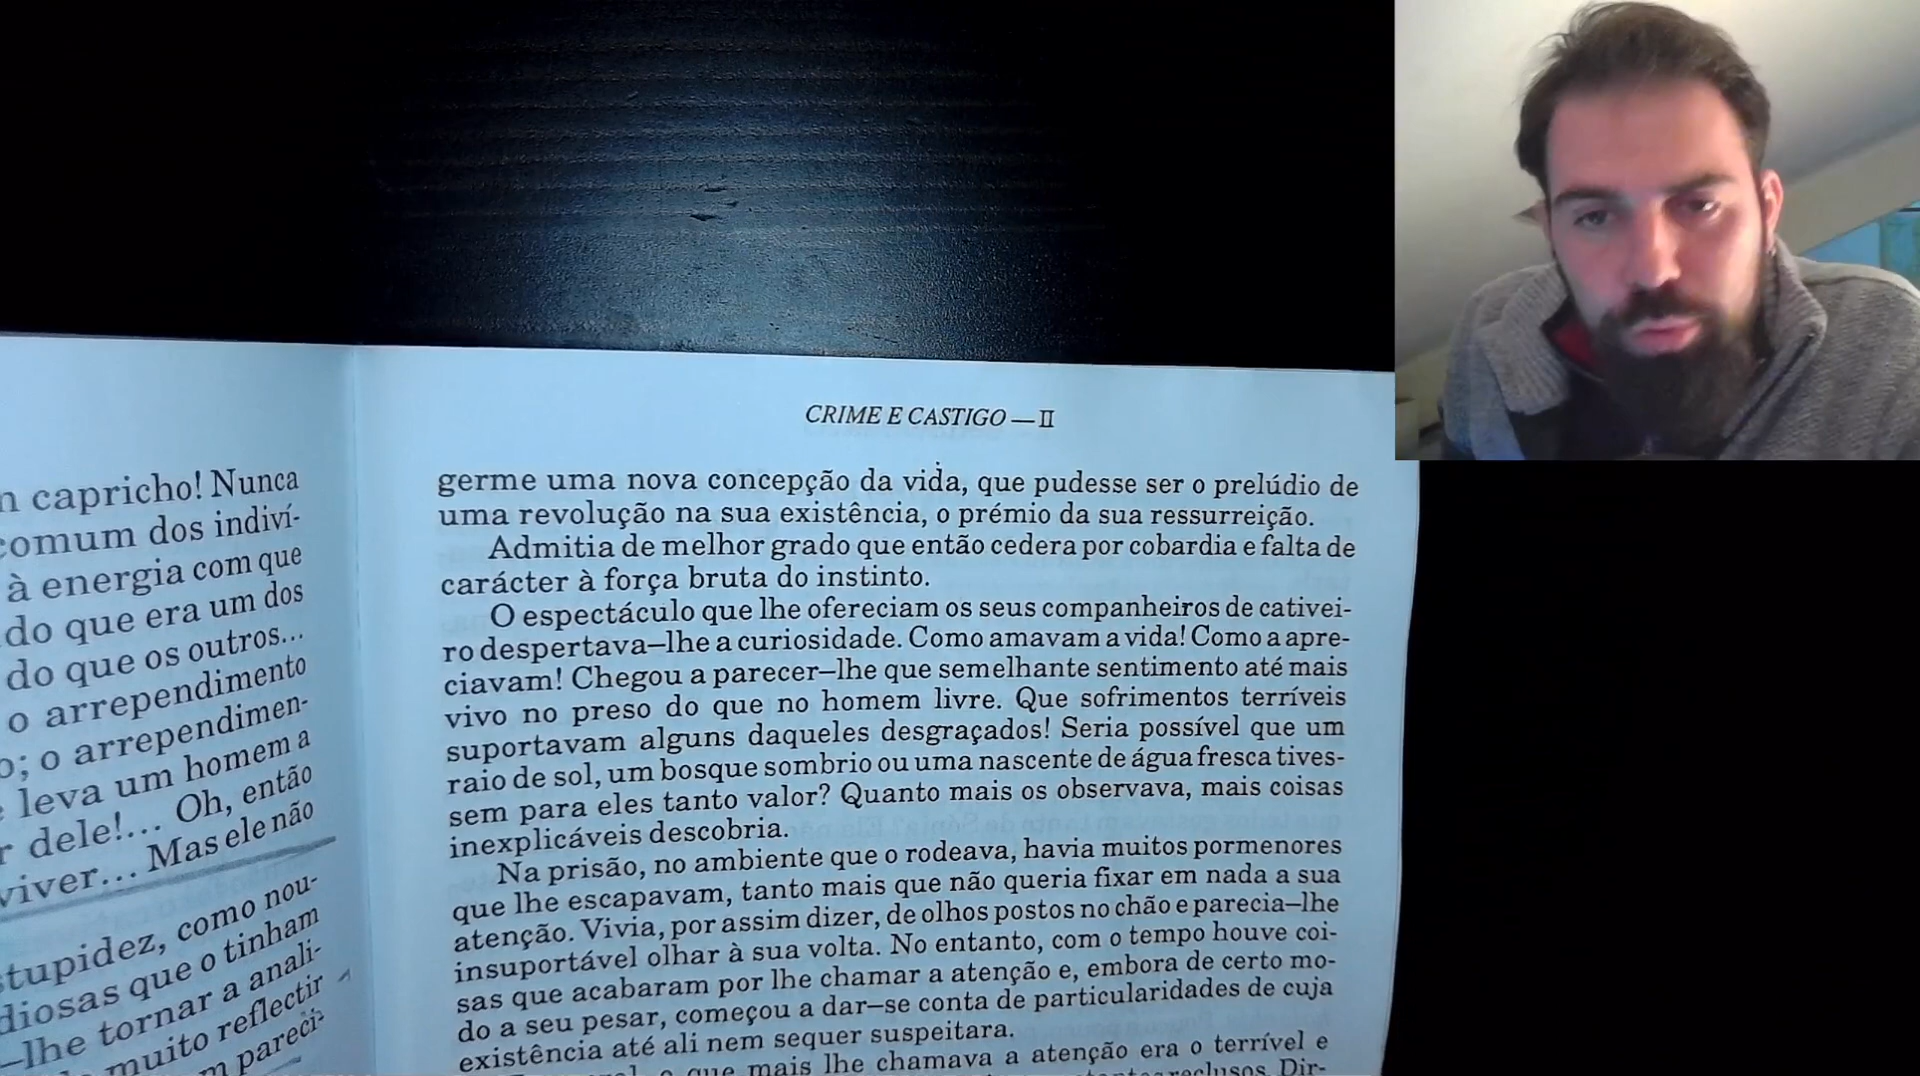 capricho! Nunca
comum dos indiví-
à energia com que
do que era um dos
do que os outros...
o arrependimento
o arrependimen-
leva um homem a
dele!... Oh, então
viver... Mas ele não
como nou-
que o tinham
-lhe tornar a anali-
muito reflectir
CRIME E CASTIGO — II
germe uma nova concepção da vida, que pudesse ser o prelúdio de
uma revolução na sua existência, o prémio da sua ressurreição.
Admitia de melhor grado que então cedera por cobardia e falta de
carácter à força bruta do instinto.
O espectáculo que lhe ofereciam os seus companheiros de cativei-
ro despertava–lhe a curiosidade. Como amavam a vida! Como a apre-
ciavam! Chegou a parecer–lhe que semelhante sentimento até mais
vivo no preso do que no homem livre. Que sofrimentos terríveis
suportavam alguns daqueles desgraçados! Seria possível que um
raio de sol, um bosque sombrio ou uma nascente de água fresca tives-
sem para eles tanto valor? Quanto mais os observava, mais coisas
inexplicáveis descobria.
Na prisão, no ambiente que o rodeava, havia muitos pormenores
que lhe escapavam, tanto mais que não queria fixar em nada a sua
atenção. Vivia, por assim dizer, de olhos postos no chão e parecia–lhe
insuportável olhar à sua volta. No entanto, com o tempo houve coi-
sas que acabaram por lhe chamar a atenção e, embora de certo mo-
do a seu pesar, começou a dar–se conta de particularidades de cuja
existência até ali nem sequer suspeitara.
o que mais lhe chamava a atenção era o terrível e
reclusos. Dir-